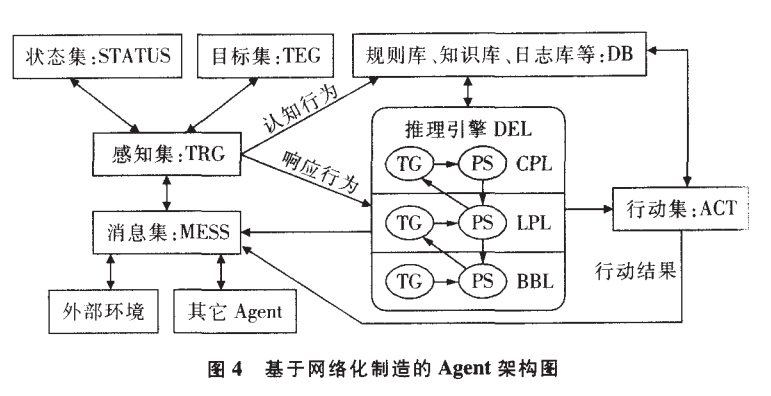 状态集:STATUS
目标集:TEG
规则库、知识库、日志库等:DB
认知行为
推理引擎 DEL
感知集:TRG
响应行为
TG
PS
CPL
消息集:MESS
TG
PS
LPL
行动集:ACT
TG
PS
BBL
行动结果
外部环境
其它 Agent
图 4 基于网络化制造的 Agent 架构图